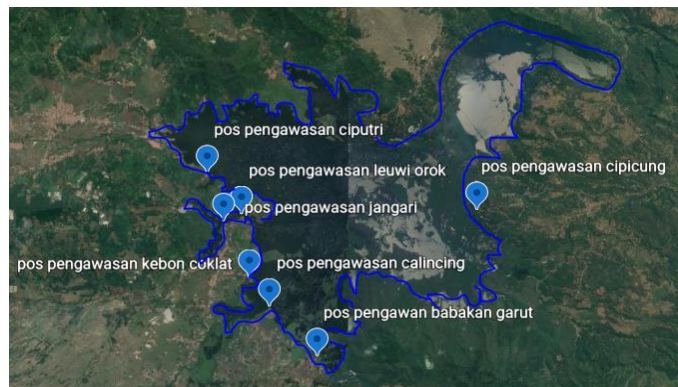 pos pengawasan ciputri
pos pengawasan leuwi orok
pos pengawasan cipicung
pos pengawasan jangari
pos pengawasan kebon coklat
pos pengawasan calincing
pos pengawan babakan garut